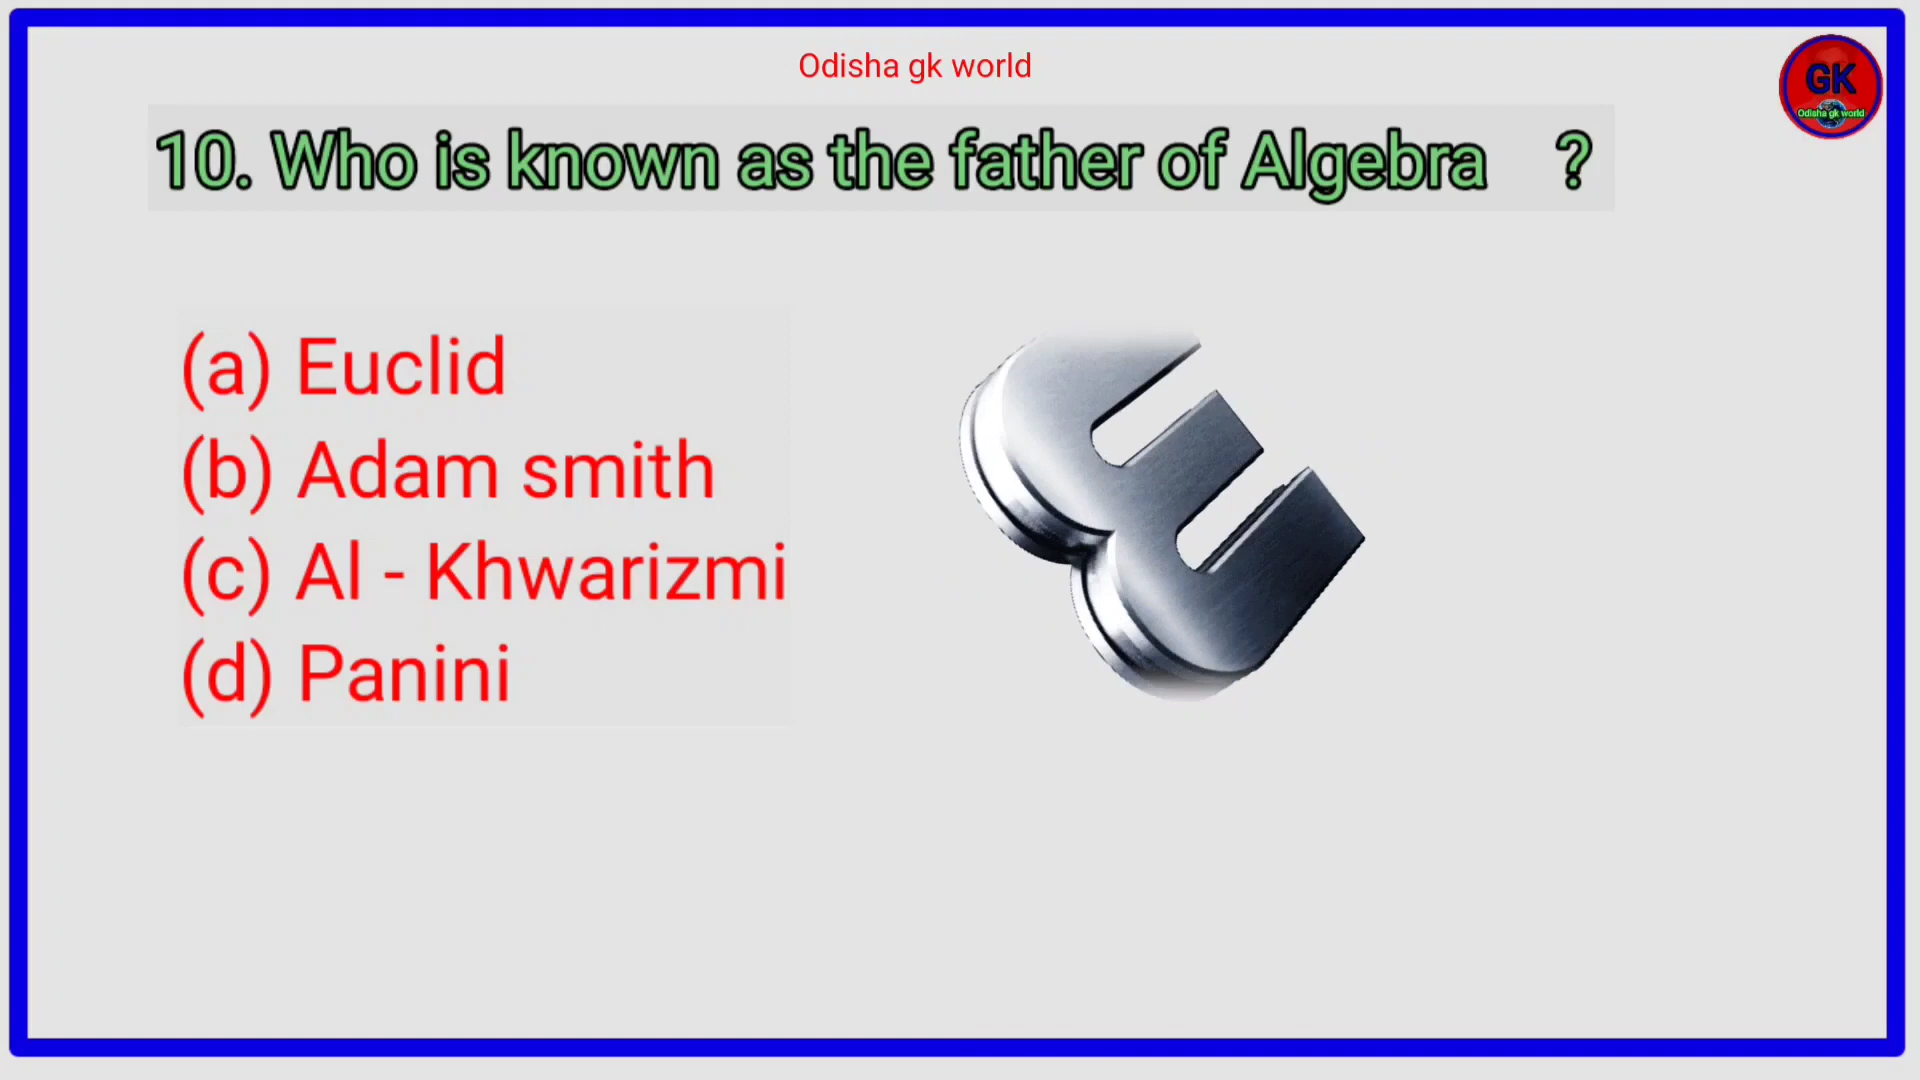 Odisha gk world
GK
Odisha gk world
10. Who is known as the father of Algebra ?
(a) Euclid
(b) Adam smith
(c) Al - Khwarizmi
(d) Panini